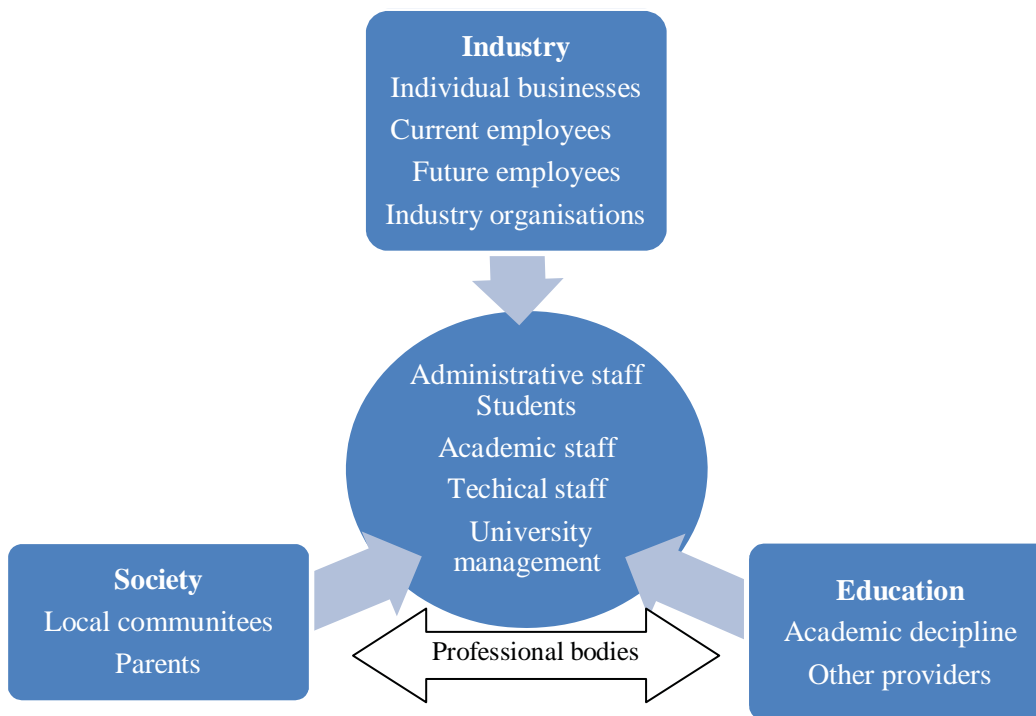 Industry
Individual businesses
Current employees
Future employees
Industry organisations
Administrative staff
Students
Academic staff
Techical staff
University
management
Society
Local communitees
Parents
Professional bodies
Education
Academic decipline
Other providers